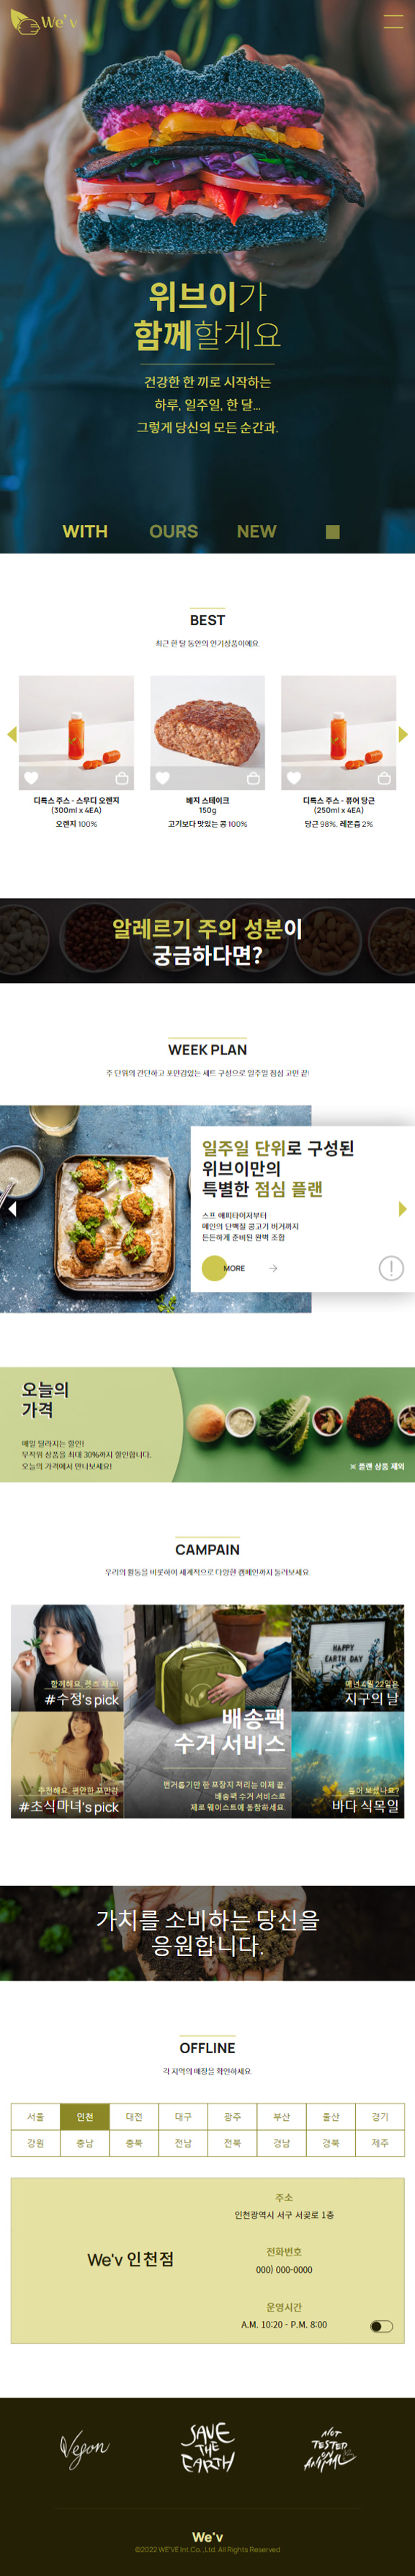 We'v
위브이가
함께할게요
건강한 한 끼로 시작하는
하루, 일주일, 한 달...
그렇게 당신의 모든 순간과.
WITH OURS NEW
BEST
최근 한 달 동안의 인기상품이에요.
디톡스 주스 - 스무디 오렌지
(300ml x 4EA)
오렌지 100%
베지 스테이크
150g
고기보다 맛있는 콩 100%
디톡스 주스 - 퓨어 당근
(250ml x 4EA)
당근 98%, 레몬즙 2%
알레르기 주의 성분이
궁금하다면?
WEEK PLAN
주 단위의 간단하고 포만감있는 세트 구성으로 일주일 점심 고민 끝!
일주일 단위로 구성된
위브이만의
특별한 점심 플랜
스프 애피타이저부터
메인의 단백질 콩고기 버거까지
든든하게 준비된 완벽 조합
MORE
오늘의
가격
매일 달라지는 할인!
무작위 상품을 최대 30%까지 할인합니다.
오늘의 가격에서 만나보세요!
※ 플랜 상품 제외
CAMPAIN
우리의 활동을 비롯하여 세계적으로 다양한 캠페인까지 둘러보세요.
#수정's pick
추천해요, 편안한 포만감
#초식마녀's pick
배송팩
수거 서비스
번거롭기만 한 포장지 처리는 이제 끝,
배송팩 수거 서비스로
제로 웨이스트에 동참하세요.
HAPPY
EARTH DAY
매년 4월 22일은
지구의 날
들어 보셨나요?
바다 식목일
가치를 소비하는 당신을
응원합니다.
OFFLINE
각 지역의 매장을 확인하세요.
서울 인천 대전 대구 광주 부산 울산 경기
강원 충남 충북 전남 전북 경남 경북 제주
We'v 인천점
주소
인천광역시 서구 서곶로 1층
전화번호
000) 000-0000
운영시간
A.M. 10:20 - P.M. 8:00
Vegan
SAVE
THE
EARTH
NOT
TESTED
ON
ANIMAL
We'v
©2022 WE'VE Int.Co. .,Ltd. All Rights Reserved